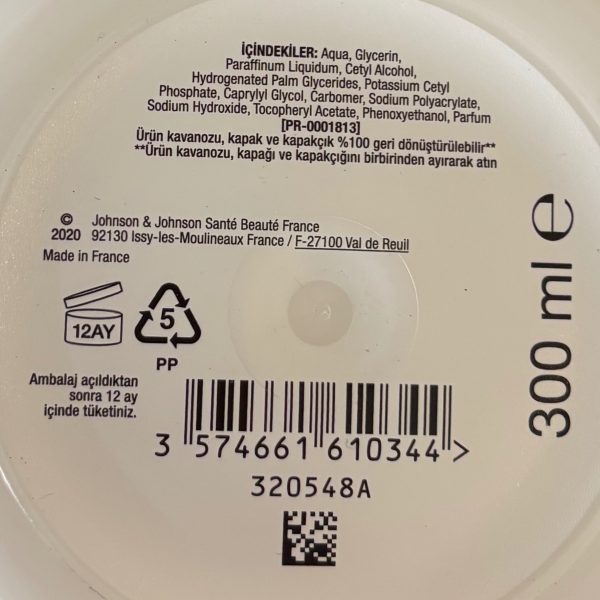 İÇİNDEKİLER: Aqua, Glycerin,
Paraffinum Liquidum, Cetyl Alcohol,
Hydrogenated Palm Glycerides, Potassium Cetyl
Phosphate, Caprylyl Glycol, Carbomer, Sodium Polyacrylate,
Sodium Hydroxide, Tocopheryl Acetate, Phenoxyethanol, Parfum
[PR-0001813]
Ürün kavanozu, kapak ve kapakçık %100 geri dönüştürülebilir**
**Ürün kavanozu, kapağı ve kapakçığını birbirinden ayırarak atın
© Johnson & Johnson Santé Beauté France
2020 92130 Issy-les-Moulineaux France / F-27100 Val de Reuil
Made in France
12AY
5
PP
Ambalaj açıldıktan
sonra 12 ay
içinde tüketiniz.
3 574661 610344 >
320548A
300 ml e